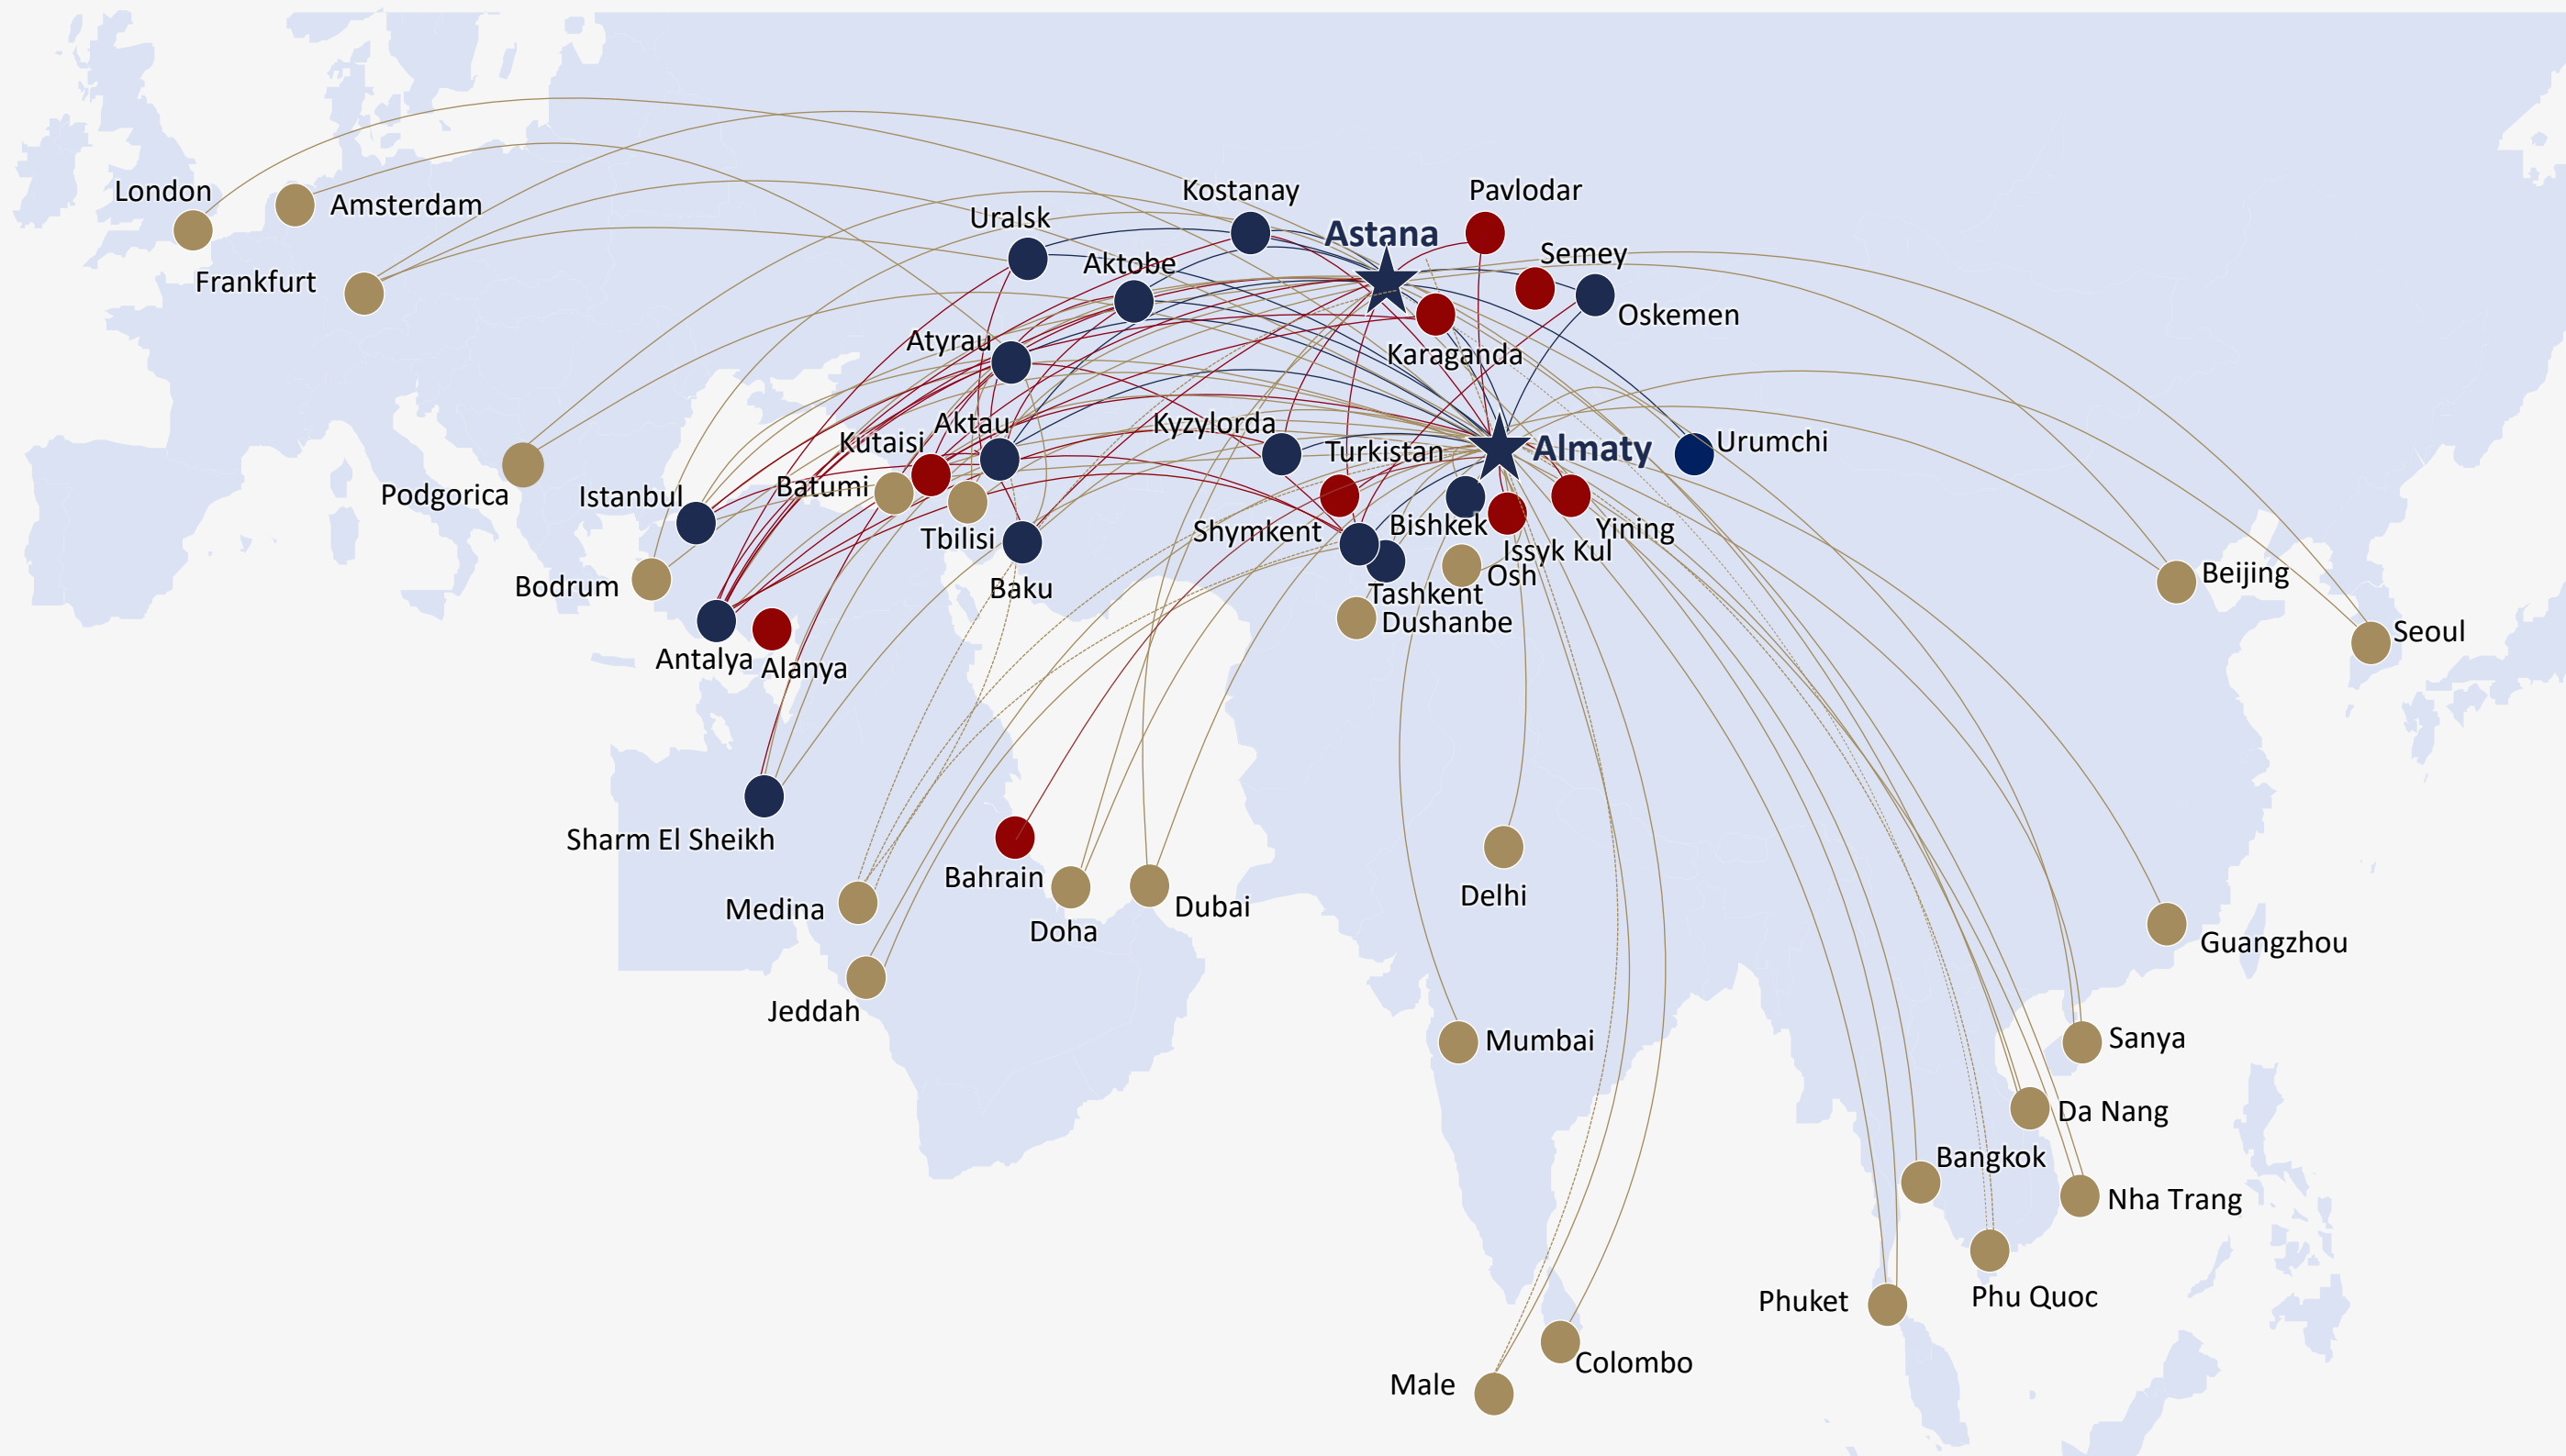 Kostanay
Pavlodar
London
Amsterdam
Uralsk
Astana
Semey
Aktobe
Frankfurt
Oskemen
Atyrau
Karaganda
Aktau
Kyzylorda
Kutaisi
Turkistan
Almaty
Urumchi
Batumi
Podgorica
Istanbul
Bishkek
Yining
Shymkent
Tbilisi
Issyk Kul
Beijing
Osh
Bodrum
Baku
Tashkent
Dushanbe
Seoul
Antalya
Alanya
Sharm El Sheikh
Bahrain
Delhi
Medina
Dubai
Doha
Guangzhou
Jeddah
Mumbai
Sanya
Da Nang
Bangkok
Nha Trang
Phu Quoc
Phuket
Colombo
Male